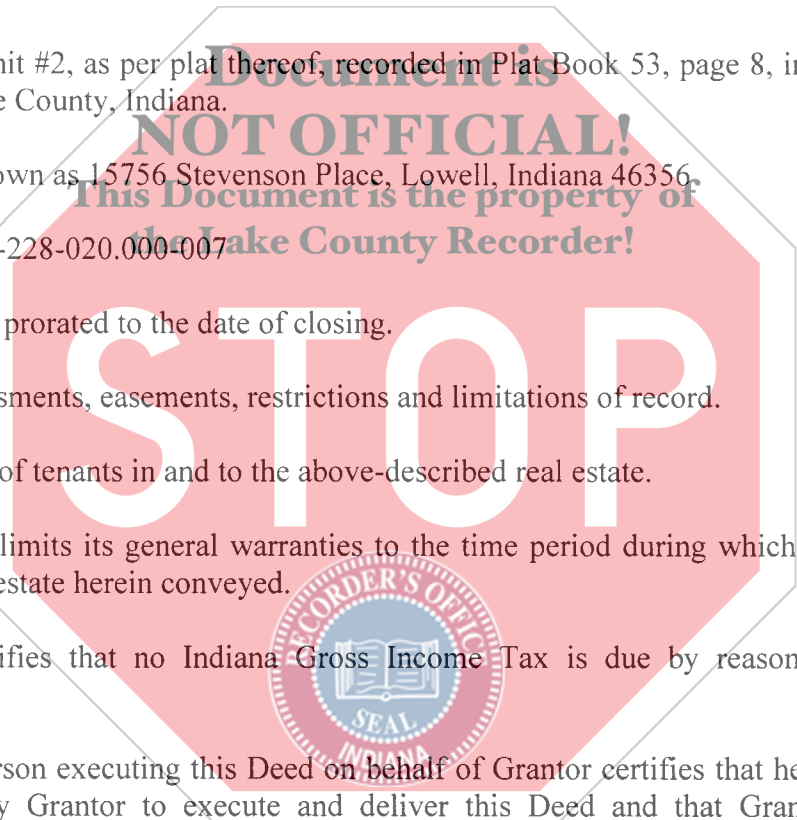 Document is
nit #2, as per plat thereof, recorded in Plat Book 53, page 8, in
e County, Indiana.
NOT OFFICIAL!
own as 15756 Stevenson Place, Lowell, Indiana 46356
This Document is the property of
the Lake County Recorder!
-228-020.000-007
prorated to the date of closing.
STOP
sments, easements, restrictions and limitations of record.
of tenants in and to the above-described real estate.
limits its general warranties to the time period during which
estate herein conveyed.
RECORDER'S OFFIC
ifies that no Indiana Gross Income Tax is due by reason
SEAL
INDIANA
rson executing this Deed on behalf of Grantor certifies that he
y Grantor to execute and deliver this Deed and that Gran